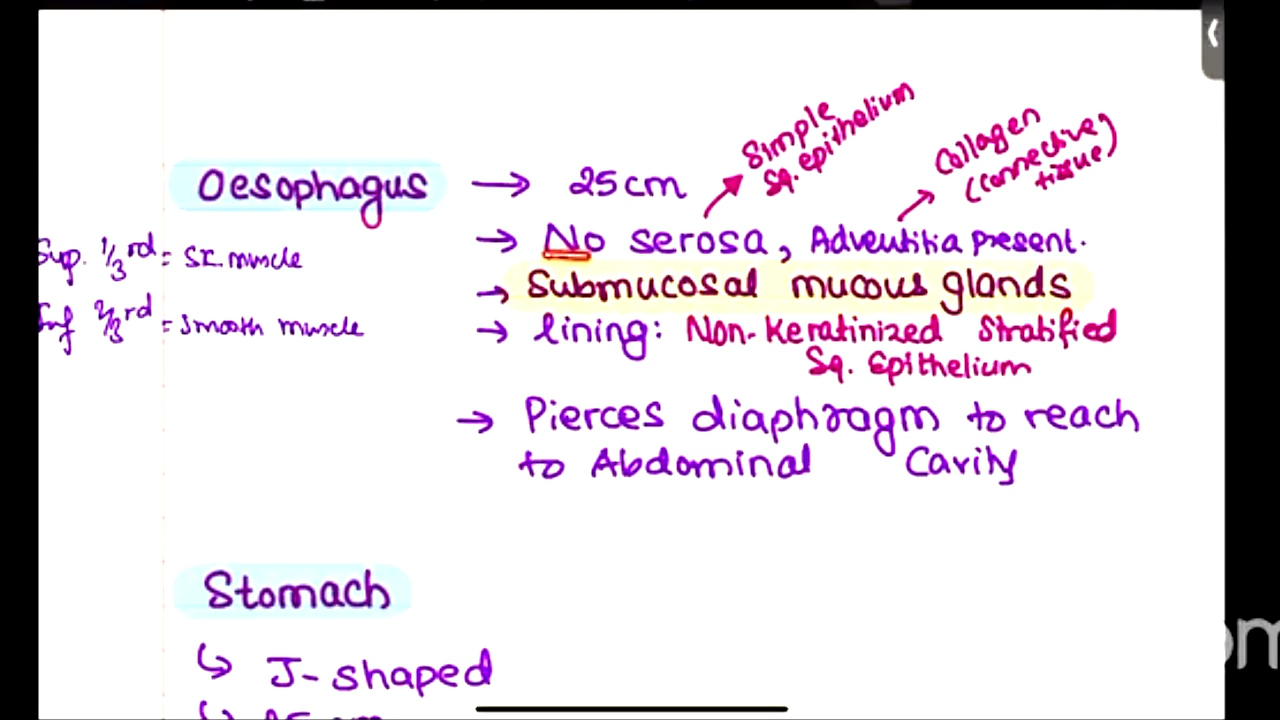 Simple
Sq. epithelium
Collagen
(connective
tissue)
Oesophagus → 25 cm
→ No serosa, Adventitia present.
Sup. 1/3rd = Sk. muscle
→ Submucosal mucous glands
Inf 2/3rd = Smooth muscle
→ lining: Non-Keratinized Stratified
Sq. Epithelium
→ Pierces diaphragm to reach
to Abdominal Cavity
Stomach
↳ J-shaped